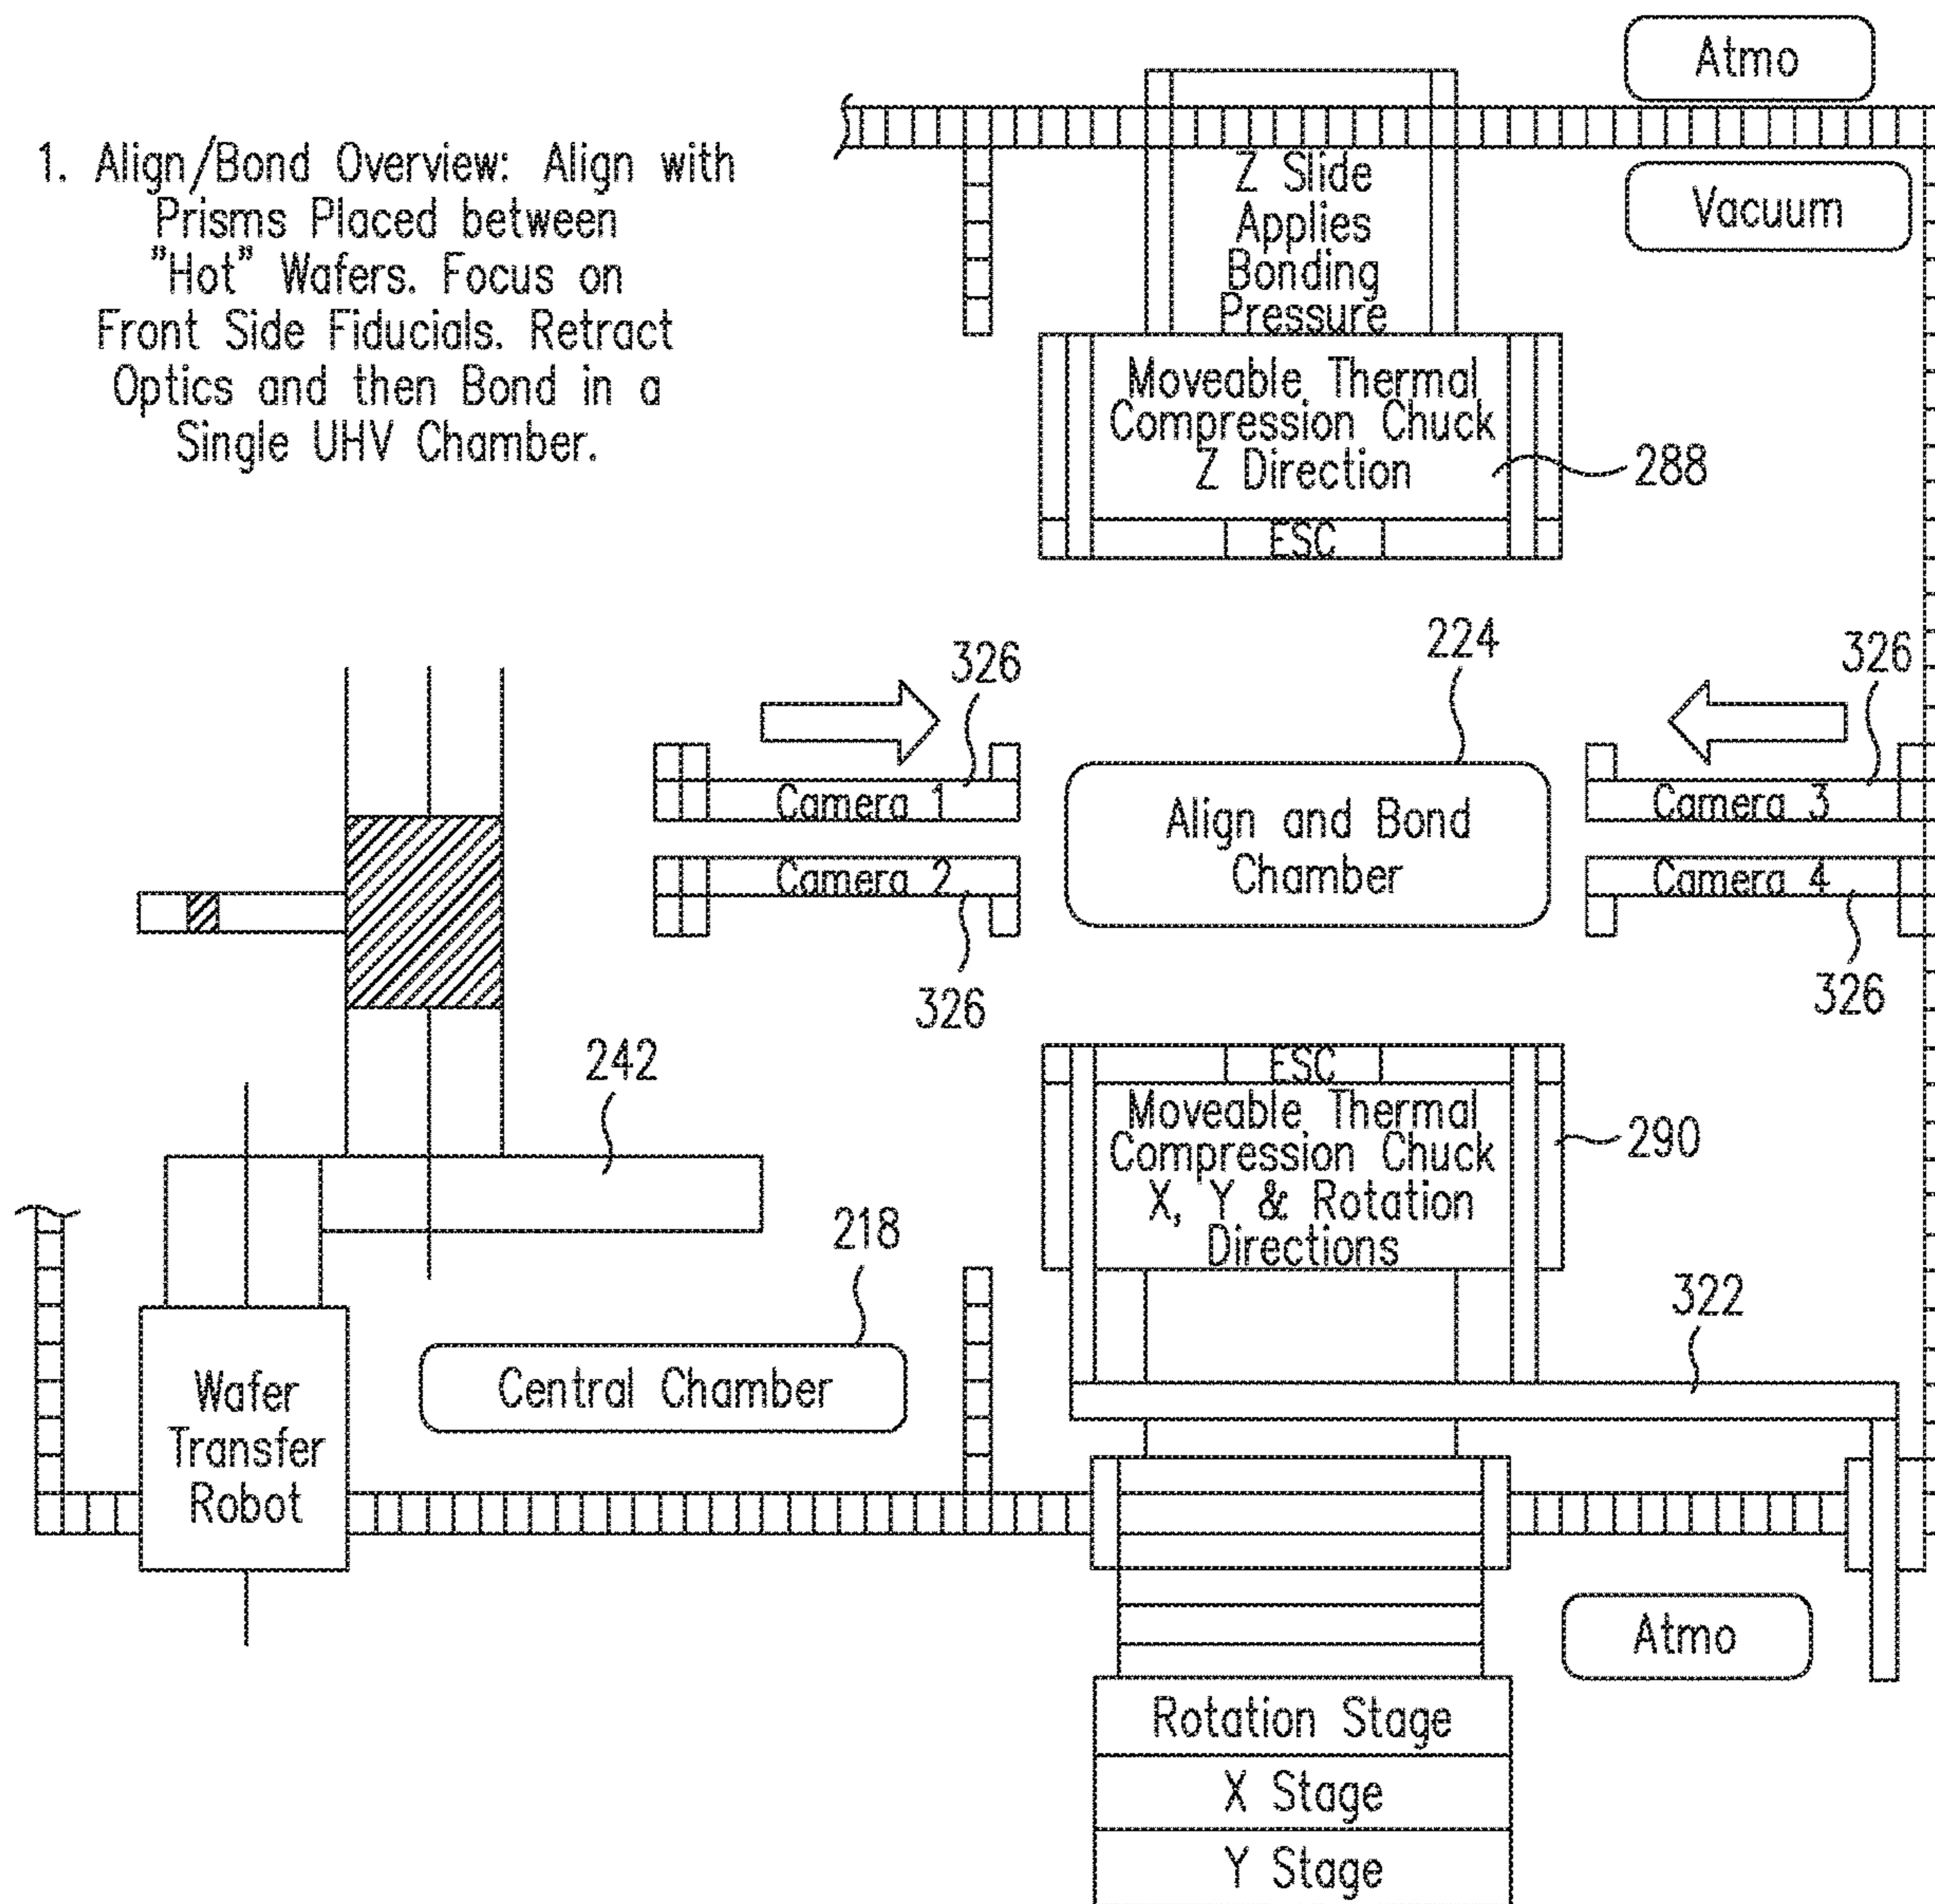 Atmo
1. Align/Bond Overview: Align with
Prisms Placed between
"Hot" Wafers. Focus on
Front Side Fiducials. Retract
Optics and then Bond in a
Single UHV Chamber.
Z Slide
Applies
Bonding
Pressure
Vacuum
Moveable Thermal
Compression Chuck
Z Direction
288
ESC
224
326
326
Camera 1
Align and Bond
Chamber
Camera 3
Camera 2
Camera 4
326
326
242
ESC
Moveable Thermal
Compression Chuck
X, Y & Rotation
Directions
290
218
322
Central Chamber
Wafer
Transfer
Robot
Atmo
Rotation Stage
X Stage
Y Stage